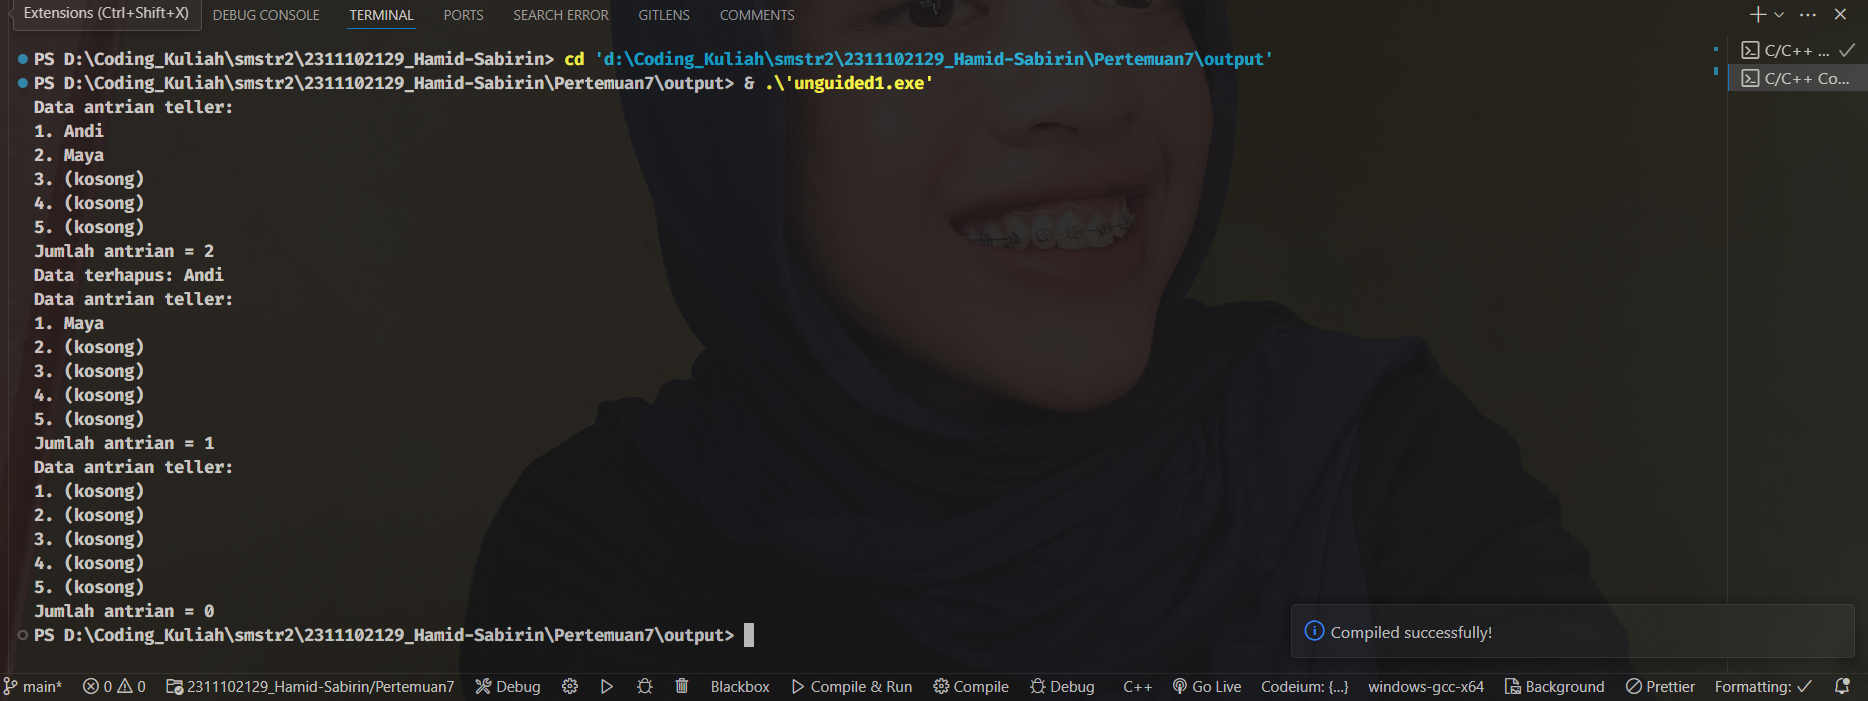 Extensions (Ctrl+Shift+X) DEBUG CONSOLE TERMINAL PORTS SEARCH ERROR GITLENS COMMENTS
PS D:\Coding_Kuliah\smstr2\2311102129_Hamid-Sabirin> cd 'd:\Coding_Kuliah\smstr2\2311102129_Hamid-Sabirin\Pertemuan7\output'
C/C++ ...
PS D:\Coding_Kuliah\smstr2\2311102129_Hamid-Sabirin\Pertemuan7\output> & .\'unguided1.exe'
C/C++ Co...
Data antrian teller:
1. Andi
2. Maya
3. (kosong)
4. (kosong)
5. (kosong)
Jumlah antrian = 2
Data terhapus: Andi
Data antrian teller:
1. Maya
2. (kosong)
3. (kosong)
4. (kosong)
5. (kosong)
Jumlah antrian = 1
Data antrian teller:
1. (kosong)
2. (kosong)
3. (kosong)
4. (kosong)
5. (kosong)
Jumlah antrian = 0
PS D:\Coding_Kuliah\smstr2\2311102129_Hamid-Sabirin\Pertemuan7\output>
Compiled successfully!
main* 0 0 2311102129_Hamid-Sabirin/Pertemuan7 Debug Blackbox Compile & Run Compile Debug C++ Go Live Codeium: {...} windows-gcc-x64 Background Prettier Formatting: